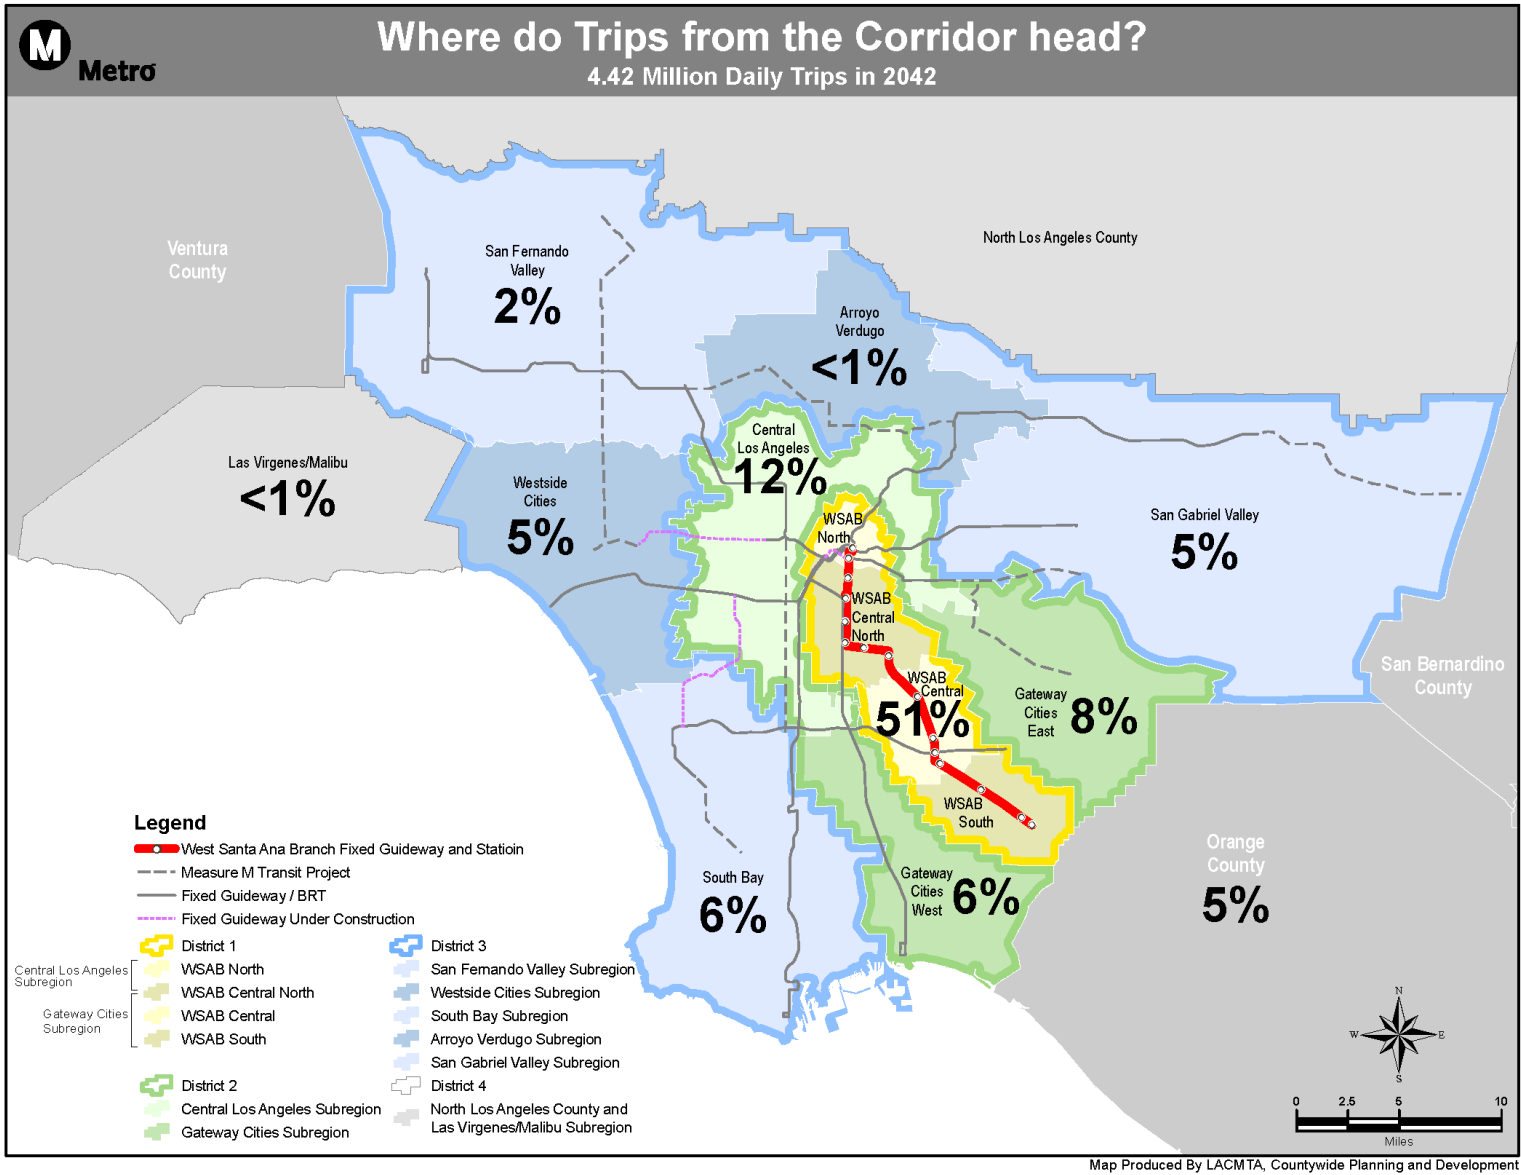 Where do Trips from the Corridor head?
4.42 Million Daily Trips in 2042
M
Metro
Ventura
County
North Los Angeles County
San Fernando
Valley
2%
Arroyo
Verdugo
<1%
Central
Los Angeles
12%
Las Virgenes/Malibu
<1%
Westside
Cities
5%
WSAB
North
San Gabriel Valley
5%
WSAB
Central
North
WSAB
Central
51%
Gateway
Cities
East
8%
San Bernardino
County
WSAB
South
Orange
County
5%
South Bay
6%
Gateway
Cities
West
6%
Legend
West Santa Ana Branch Fixed Guideway and Statioin
Measure M Transit Project
Fixed Guideway / BRT
Fixed Guideway Under Construction
District 1
Central Los Angeles
Subregion
WSAB North
WSAB Central North
Gateway Cities
Subregion
WSAB Central
WSAB South
District 2
Central Los Angeles Subregion
Gateway Cities Subregion
District 3
San Fernando Valley Subregion
Westside Cities Subregion
South Bay Subregion
Arroyo Verdugo Subregion
San Gabriel Valley Subregion
District 4
North Los Angeles County and
Las Virgenes/Malibu Subregion
N
W E
S
0 2.5 5 10
Miles
Map Produced By LACMTA, Countywide Planning and Development